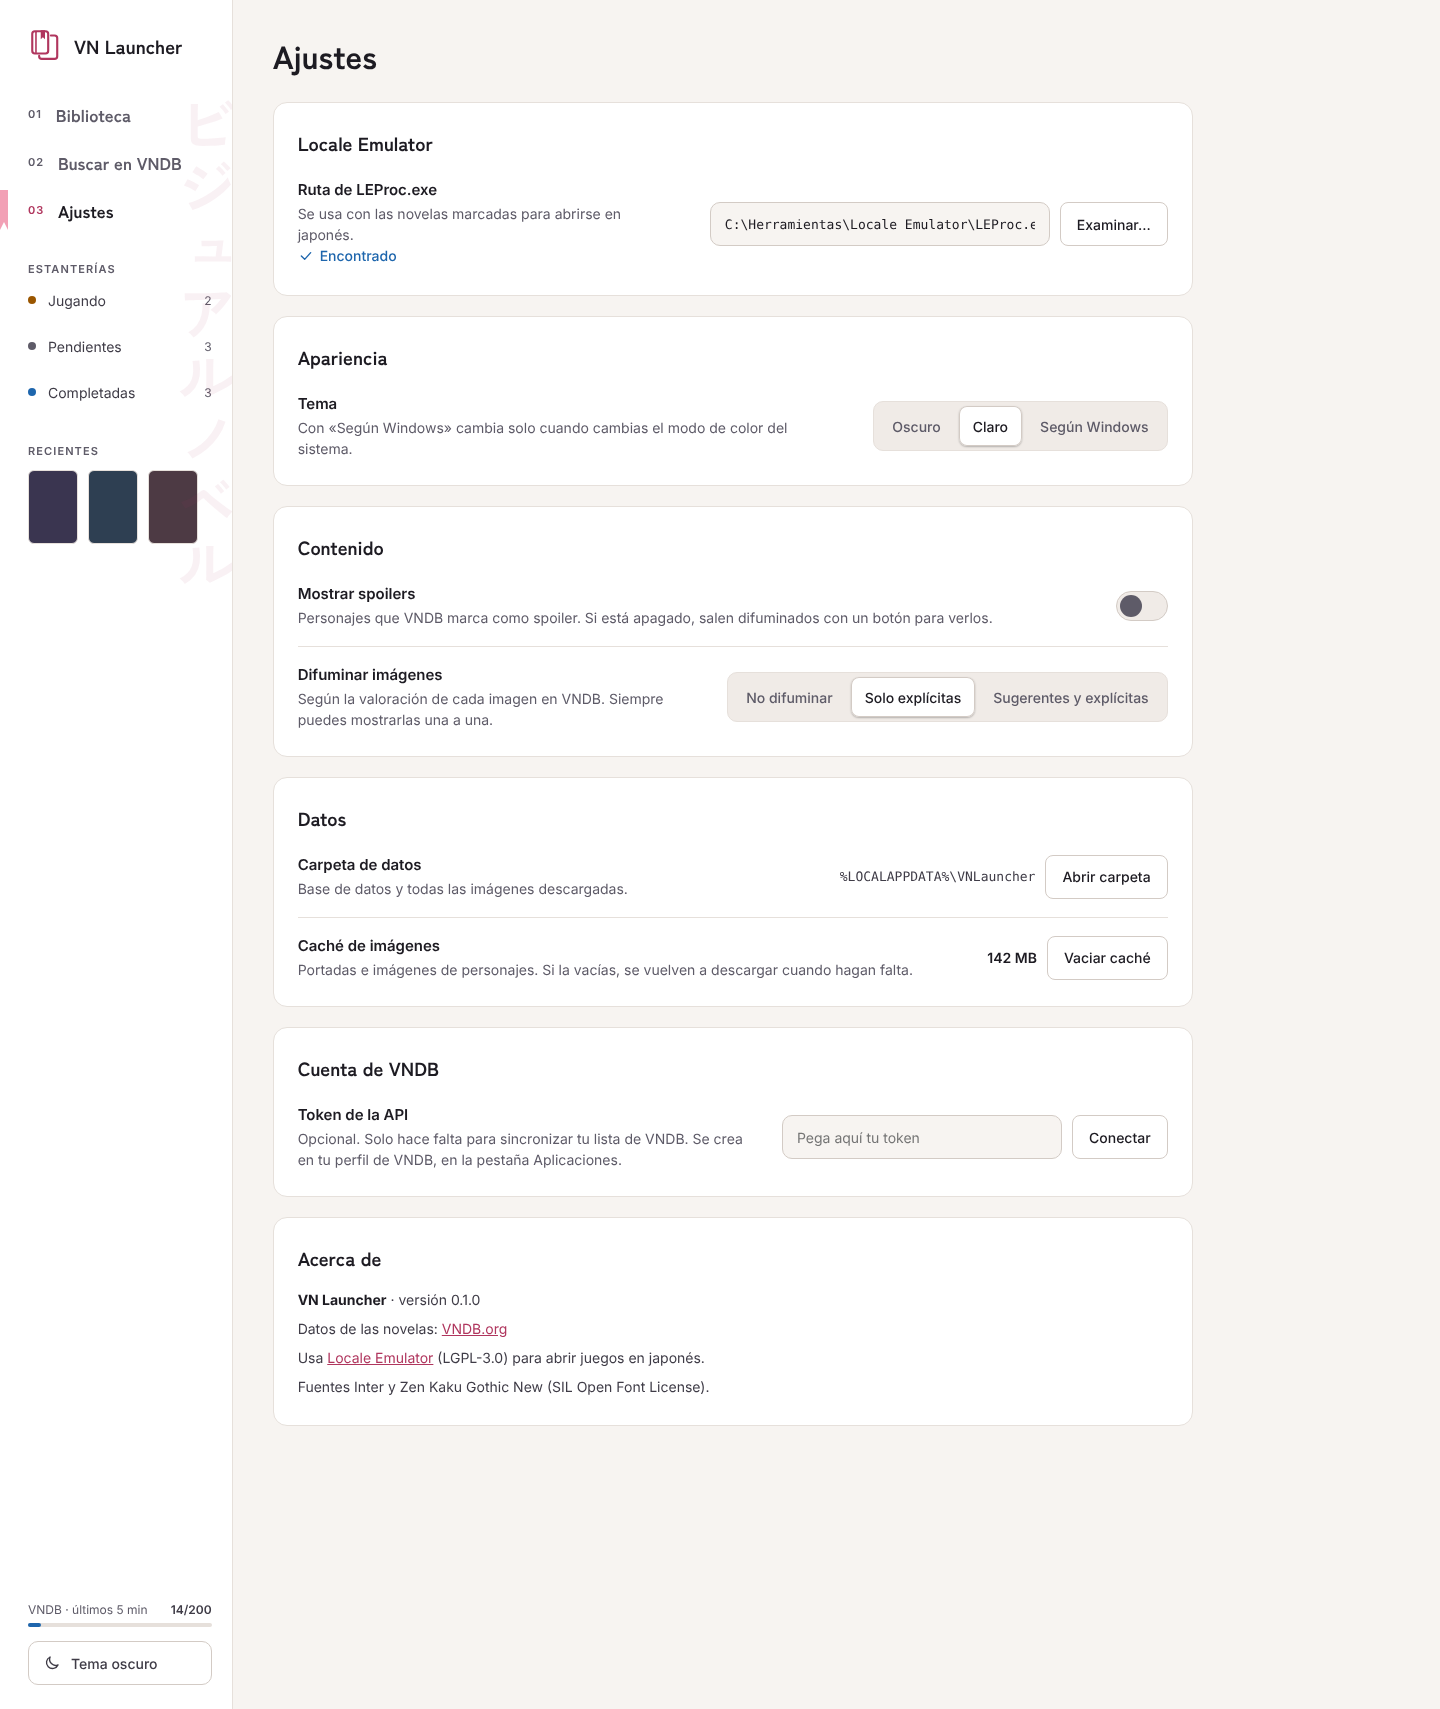 VN Launcher
01 Biblioteca
02 Buscar en VNDB
03 Ajustes
ESTANTERÍAS
Jugando 2
Pendientes 3
Completadas 3
RECIENTES
ビジュアルノベル
VNDB · últimos 5 min 14/200
Tema oscuro
Ajustes
Locale Emulator
Ruta de LEProc.exe
Se usa con las novelas marcadas para abrirse en
japonés.
Encontrado
C:\Herramientas\Locale Emulator\LEProc.e
Examinar...
Apariencia
Tema
Con «Según Windows» cambia solo cuando cambias el modo de color del
sistema.
Oscuro Claro Según Windows
Contenido
Mostrar spoilers
Personajes que VNDB marca como spoiler. Si está apagado, salen difuminados con un botón para verlos.
Difuminar imágenes
Según la valoración de cada imagen en VNDB. Siempre
puedes mostrarlas una a una.
No difuminar Solo explícitas Sugerentes y explícitas
Datos
Carpeta de datos
Base de datos y todas las imágenes descargadas.
%LOCALAPPDATA%\VNLauncher Abrir carpeta
Caché de imágenes
Portadas e imágenes de personajes. Si la vacías, se vuelven a descargar cuando hagan falta.
142 MB Vaciar caché
Cuenta de VNDB
Token de la API
Opcional. Solo hace falta para sincronizar tu lista de VNDB. Se crea
en tu perfil de VNDB, en la pestaña Aplicaciones.
Pega aquí tu token Conectar
Acerca de
VN Launcher · versión 0.1.0
Datos de las novelas: VNDB.org
Usa Locale Emulator (LGPL-3.0) para abrir juegos en japonés.
Fuentes Inter y Zen Kaku Gothic New (SIL Open Font License).